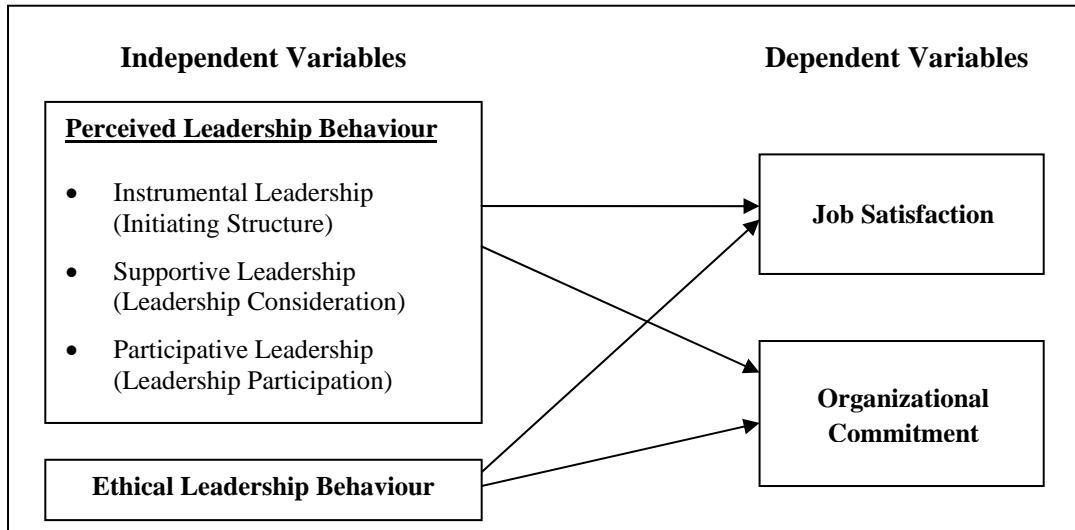 Independent Variables
Dependent Variables
Perceived Leadership Behaviour
• Instrumental Leadership
(Initiating Structure)
• Supportive Leadership
(Leadership Consideration)
• Participative Leadership
(Leadership Participation)
Ethical Leadership Behaviour
Job Satisfaction
Organizational
Commitment